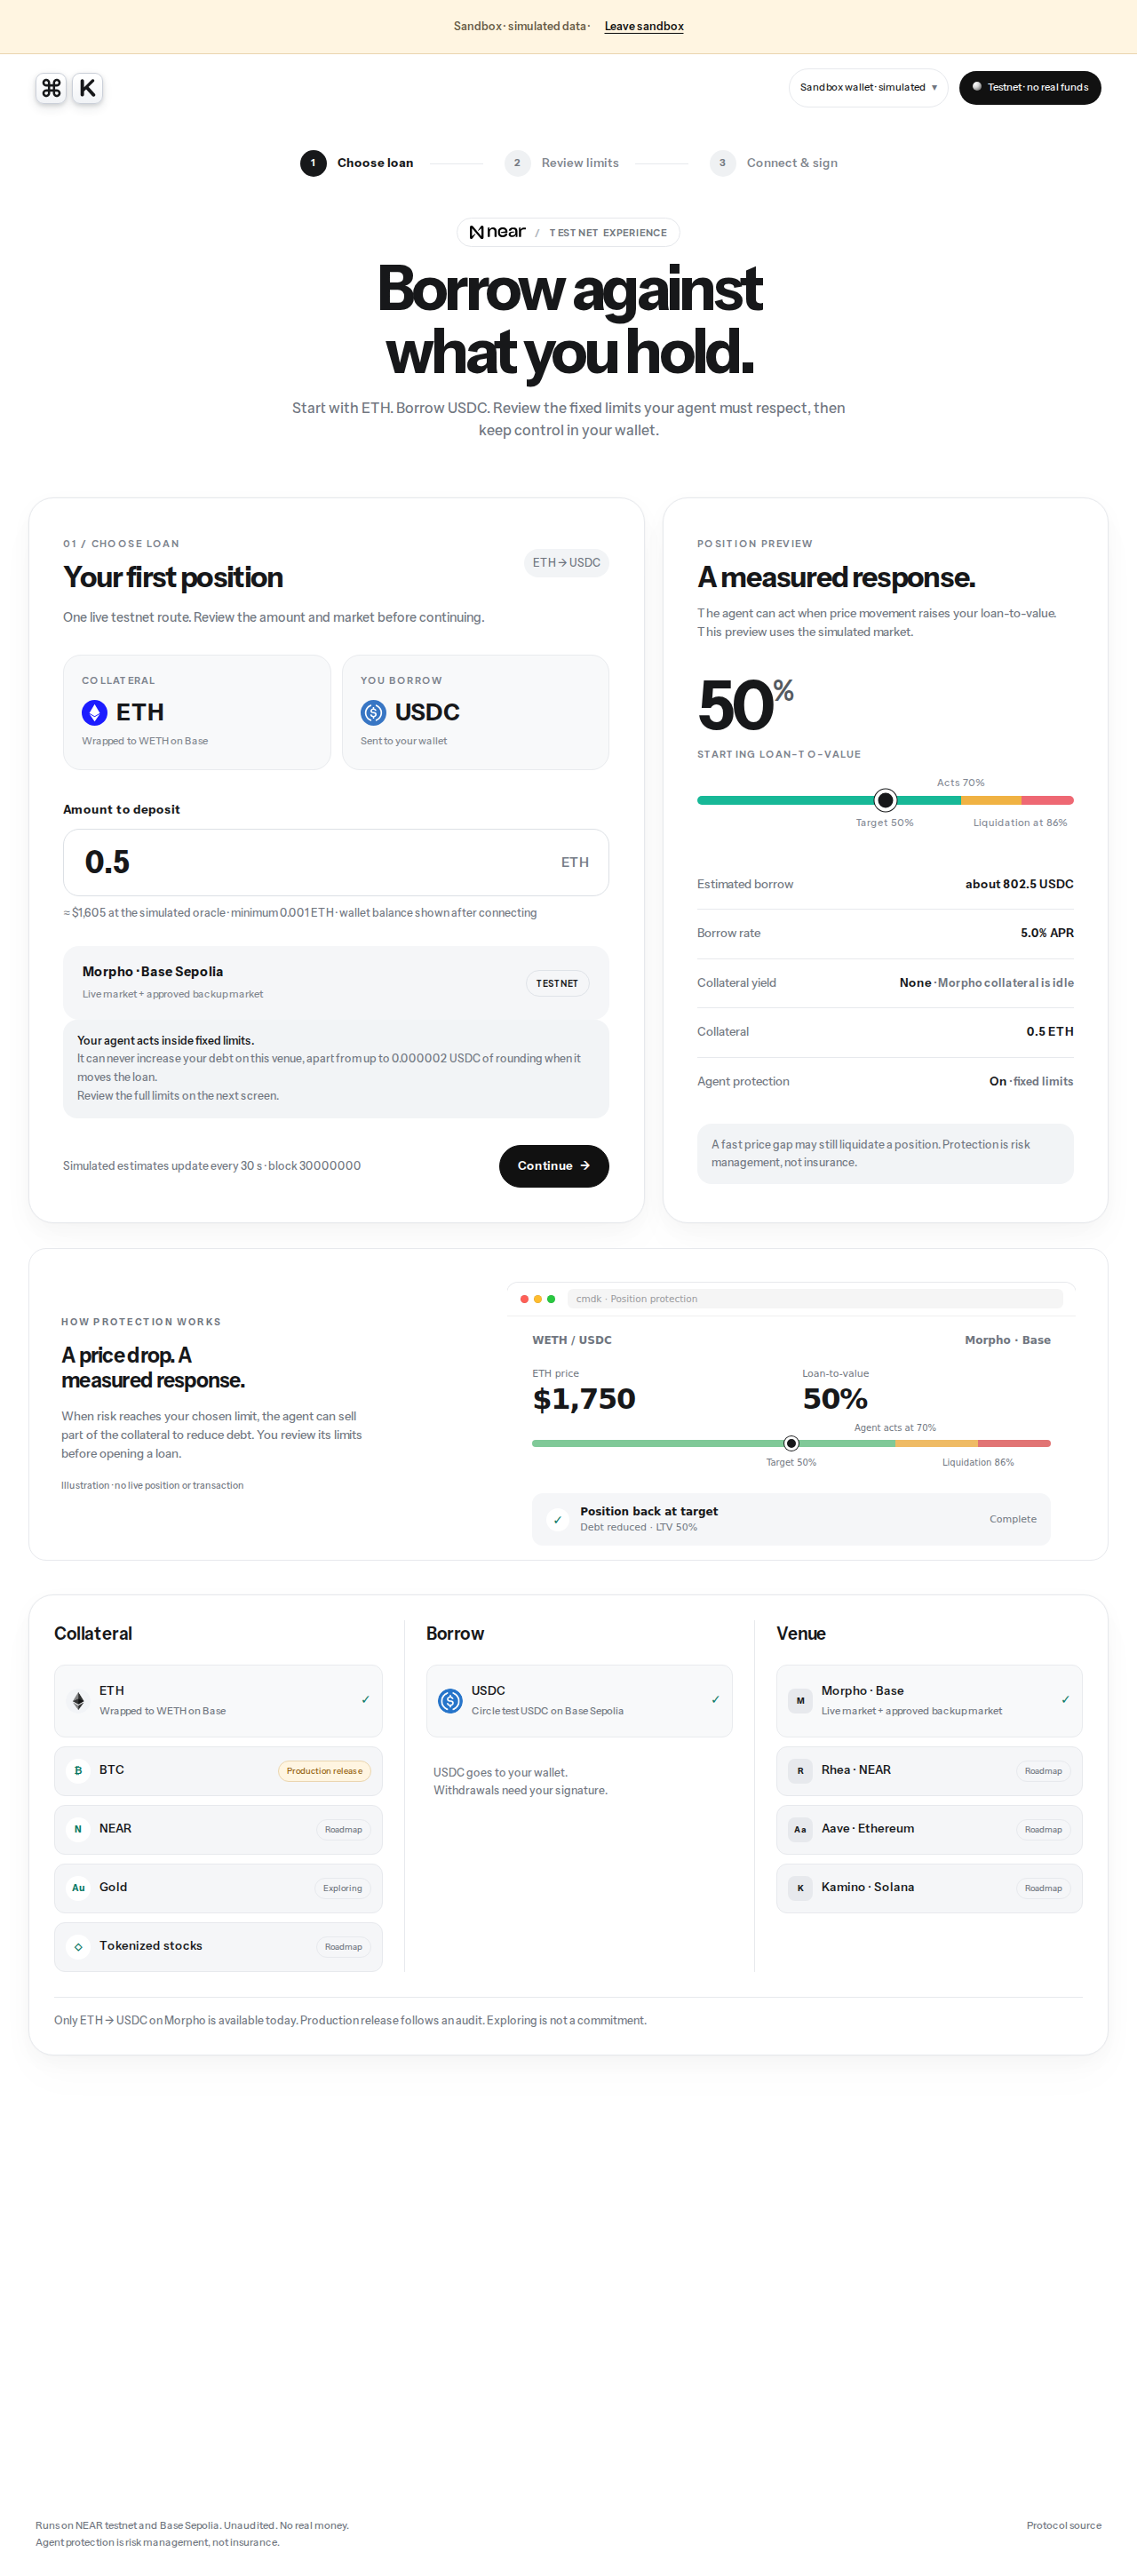 Sandbox · simulated data · Leave sandbox
⌘ K
Sandbox wallet · simulated ▾
Testnet · no real funds
1 Choose loan
2 Review limits
3 Connect & sign
near / TESTNET EXPERIENCE
Borrow against
what you hold.
Start with ETH. Borrow USDC. Review the fixed limits your agent must respect, then
keep control in your wallet.
01 / CHOOSE LOAN
Your first position
ETH → USDC
One live testnet route. Review the amount and market before continuing.
COLLATERAL
ETH
Wrapped to WETH on Base
YOU BORROW
USDC
Sent to your wallet
Amount to deposit
0.5 ETH
≈ $1,605 at the simulated oracle · minimum 0.001 ETH · wallet balance shown after connecting
Morpho · Base Sepolia
Live market + approved backup market
TESTNET
Your agent acts inside fixed limits.
It can never increase your debt on this venue, apart from up to 0.000002 USDC of rounding when it
moves the loan.
Review the full limits on the next screen.
Simulated estimates update every 30 s · block 30000000
Continue →
POSITION PREVIEW
A measured response.
The agent can act when price movement raises your loan-to-value.
This preview uses the simulated market.
50%
STARTING LOAN-TO-VALUE
Acts 70%
Target 50%
Liquidation at 86%
Estimated borrow about 802.5 USDC
Borrow rate 5.0% APR
Collateral yield None · Morpho collateral is idle
Collateral 0.5 ETH
Agent protection On · fixed limits
A fast price gap may still liquidate a position. Protection is risk
management, not insurance.
HOW PROTECTION WORKS
A price drop. A
measured response.
When risk reaches your chosen limit, the agent can sell
part of the collateral to reduce debt. You review its limits
before opening a loan.
Illustration · no live position or transaction
cmdk · Position protection
WETH / USDC
Morpho · Base
ETH price
$1,750
Loan-to-value
50%
Agent acts at 70%
Target 50%
Liquidation 86%
✓
Position back at target
Debt reduced · LTV 50%
Complete
Collateral
ETH
Wrapped to WETH on Base
✓
₿ BTC Production release
N NEAR Roadmap
Au Gold Exploring
◇ Tokenized stocks Roadmap
Borrow
USDC
Circle test USDC on Base Sepolia
✓
USDC goes to your wallet.
Withdrawals need your signature.
Venue
M Morpho · Base
Live market + approved backup market
✓
R Rhea · NEAR Roadmap
Aa Aave · Ethereum Roadmap
K Kamino · Solana Roadmap
Only ETH → USDC on Morpho is available today. Production release follows an audit. Exploring is not a commitment.
Runs on NEAR testnet and Base Sepolia. Unaudited. No real money.
Agent protection is risk management, not insurance.
Protocol source